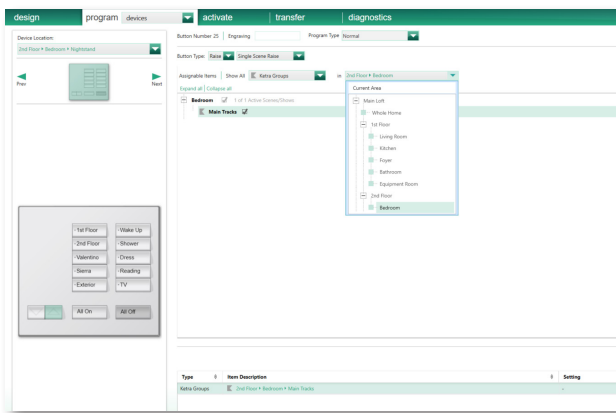 design program devices activate transfer diagnostics
Device Location:
2nd Floor ▸ Bedroom ▸ Nightstand
Prev
Next
Button Number 25 | Engraving Program Type Normal
Button Type: Raise Single Scene Raise
Assignable Items | Show All Ketra Groups in 2nd Floor ▸ Bedroom
Expand all | Collapse all
Bedroom 1 of 1 Active Scenes/Shows
Main Tracks
Current Area
Main Loft
Whole Home
1st Floor
Living Room
Kitchen
Foyer
Bathroom
Equipment Room
2nd Floor
Bedroom
-1st Floor -Wake Up
-2nd Floor -Shower
-Valentino -Dress
-Sierra -Reading
-Exterior -TV
All On All Off
Type Item Description Setting
Ketra Groups 2nd Floor ▸ Bedroom ▸ Main Tracks -